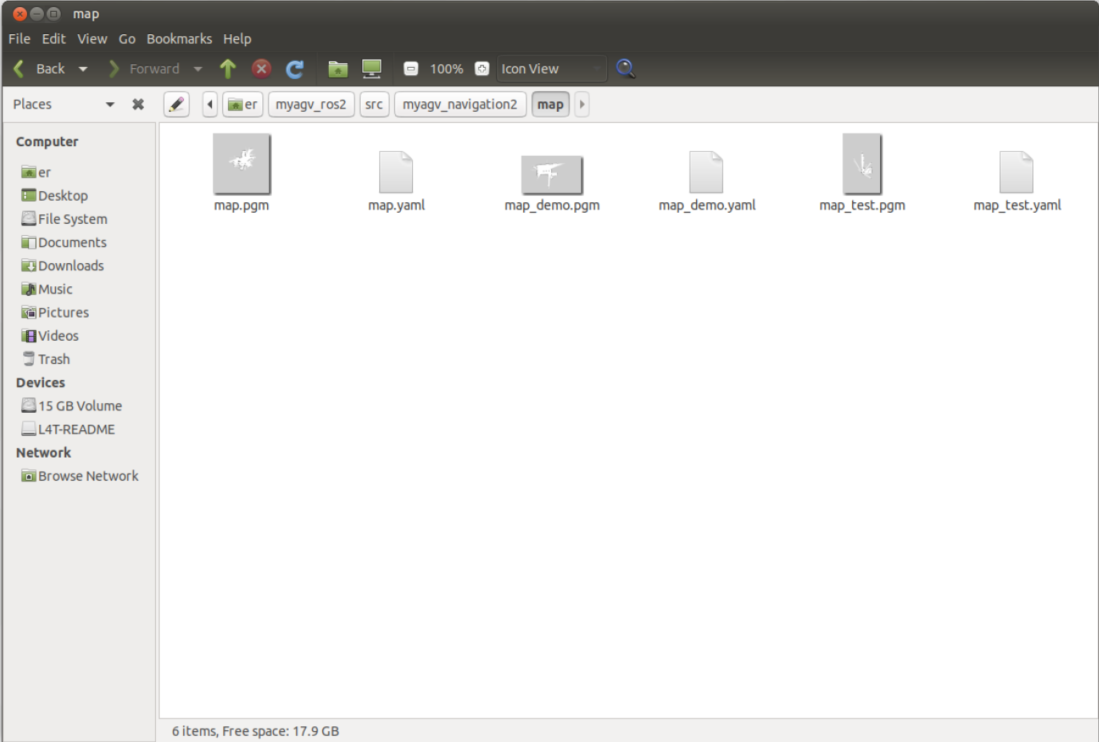 map
File Edit View Go Bookmarks Help
Back Forward 100% Icon View
Places er myagv_ros2 src myagv_navigation2 map
Computer
er
Desktop
File System
Documents
Downloads
Music
Pictures
Videos
Trash
Devices
15 GB Volume
L4T-README
Network
Browse Network
map.pgm map.yaml map_demo.pgm map_demo.yaml map_test.pgm map_test.yaml
6 items, Free space: 17.9 GB